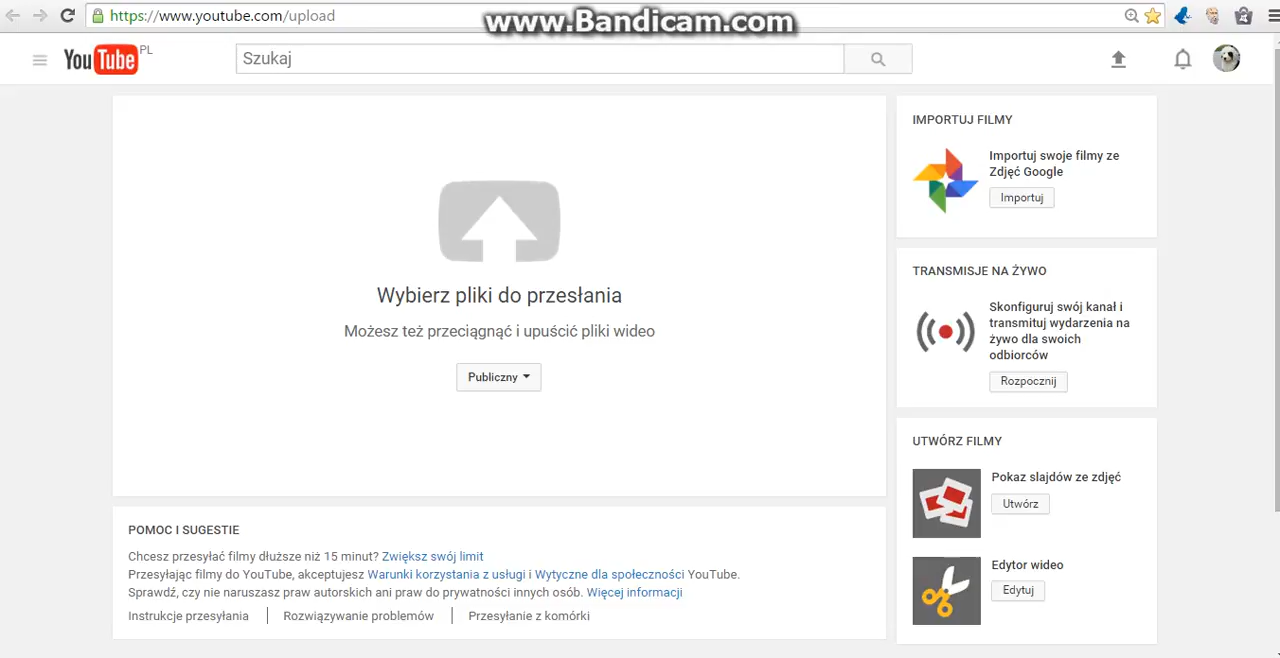 https://www.youtube.com/upload
www.Bandicam.com
YouTube PL
Szukaj
Wybierz pliki do przesłania
Możesz też przeciągnąć i upuścić pliki wideo
Publiczny
IMPORTUJ FILMY
Importuj swoje filmy ze
Zdjęć Google
Importuj
TRANSMISJE NA ŻYWO
Skonfiguruj swój kanał i
transmituj wydarzenia na
żywo dla swoich
odbiorców
Rozpocznij
UTWÓRZ FILMY
Pokaz slajdów ze zdjęć
Utwórz
Edytor wideo
Edytuj
POMOC I SUGESTIE
Chcesz przesyłać filmy dłuższe niż 15 minut? Zwiększ swój limit
Przesyłając filmy do YouTube, akceptujesz Warunki korzystania z usługi i Wytyczne dla społeczności YouTube.
Sprawdź, czy nie naruszasz praw autorskich ani praw do prywatności innych osób. Więcej informacji
Instrukcje przesyłania
Rozwiązywanie problemów
Przesyłanie z komórki